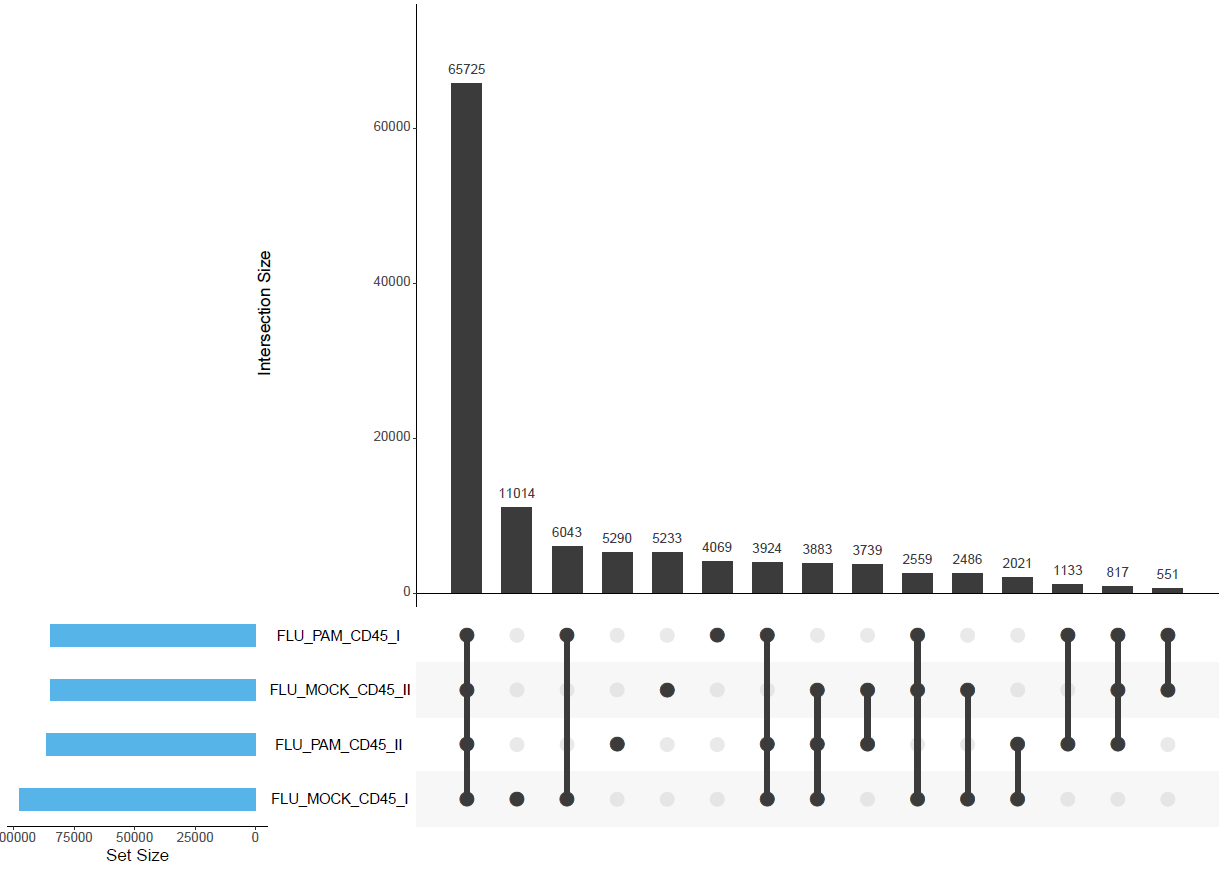 65725
60000
Intersection Size
40000
20000
11014
6043
5290
5233
4069
3924
3883
3739
2559
2486
2021
1133
817
551
0
FLU_PAM_CD45_I
FLU_MOCK_CD45_II
FLU_PAM_CD45_II
FLU_MOCK_CD45_I
00000 75000 50000 25000 0
Set Size